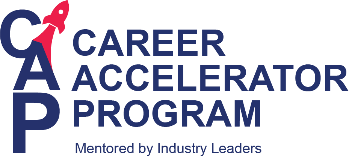 CAP
CAREER
ACCELERATOR
PROGRAM
Mentored by Industry Leaders